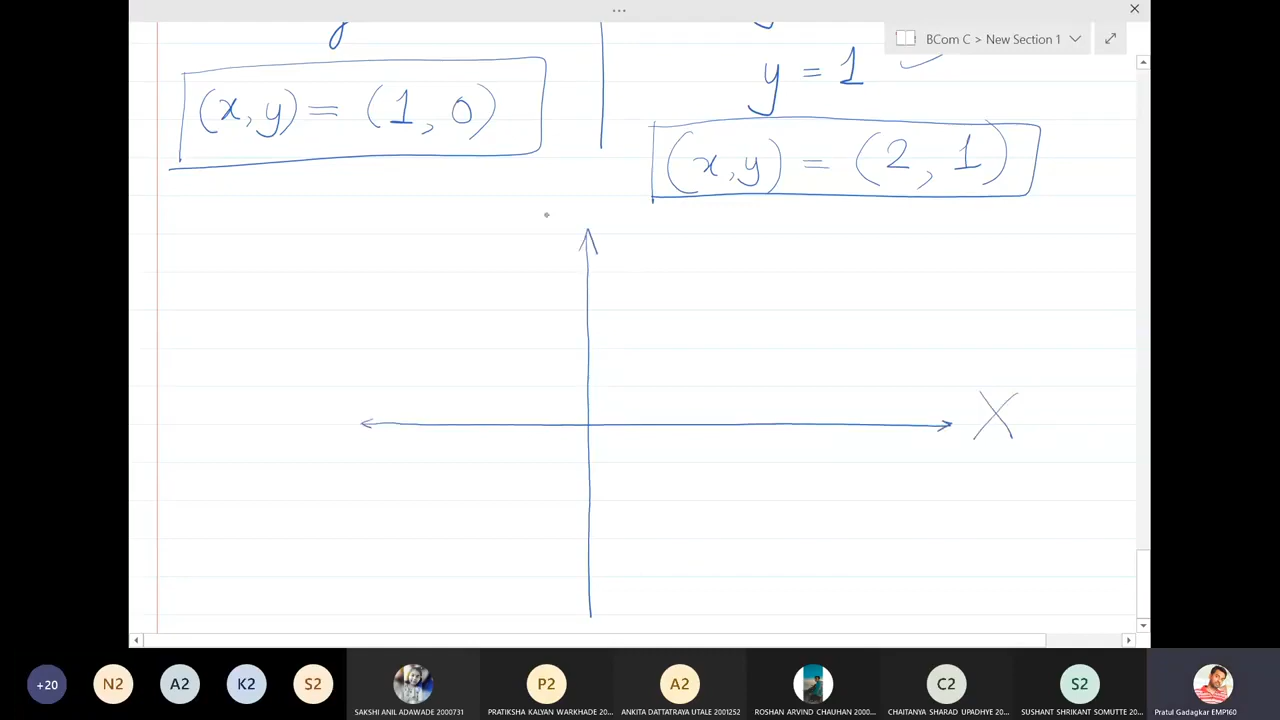 BCom C > New Section 1
y
y = 1
(x, y) = (1, 0)
(x, y) = (2, 1)
X
+20
N2
A2
K2
S2
P2
A2
C2
S2
SAKSHI ANIL ADAWADE 2000731
PRATIKSHA KALYAN WARKHADE 20...
ANKITA DATTATRAYA UTALE 2001252
ROSHAN ARVIND CHAUHAN 2000...
CHAITANYA SHARAD UPADHYE 20...
SUSHANT SHRIKANT SOMUTTE 20...
Pratul Gadagkar EMP160